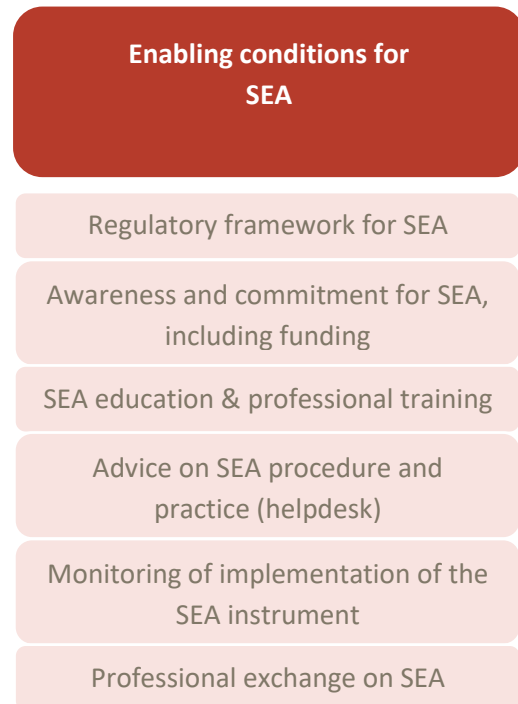 Enabling conditions for
SEA
Regulatory framework for SEA
Awareness and commitment for SEA,
including funding
SEA education & professional training
Advice on SEA procedure and
practice (helpdesk)
Monitoring of implementation of the
SEA instrument
Professional exchange on SEA